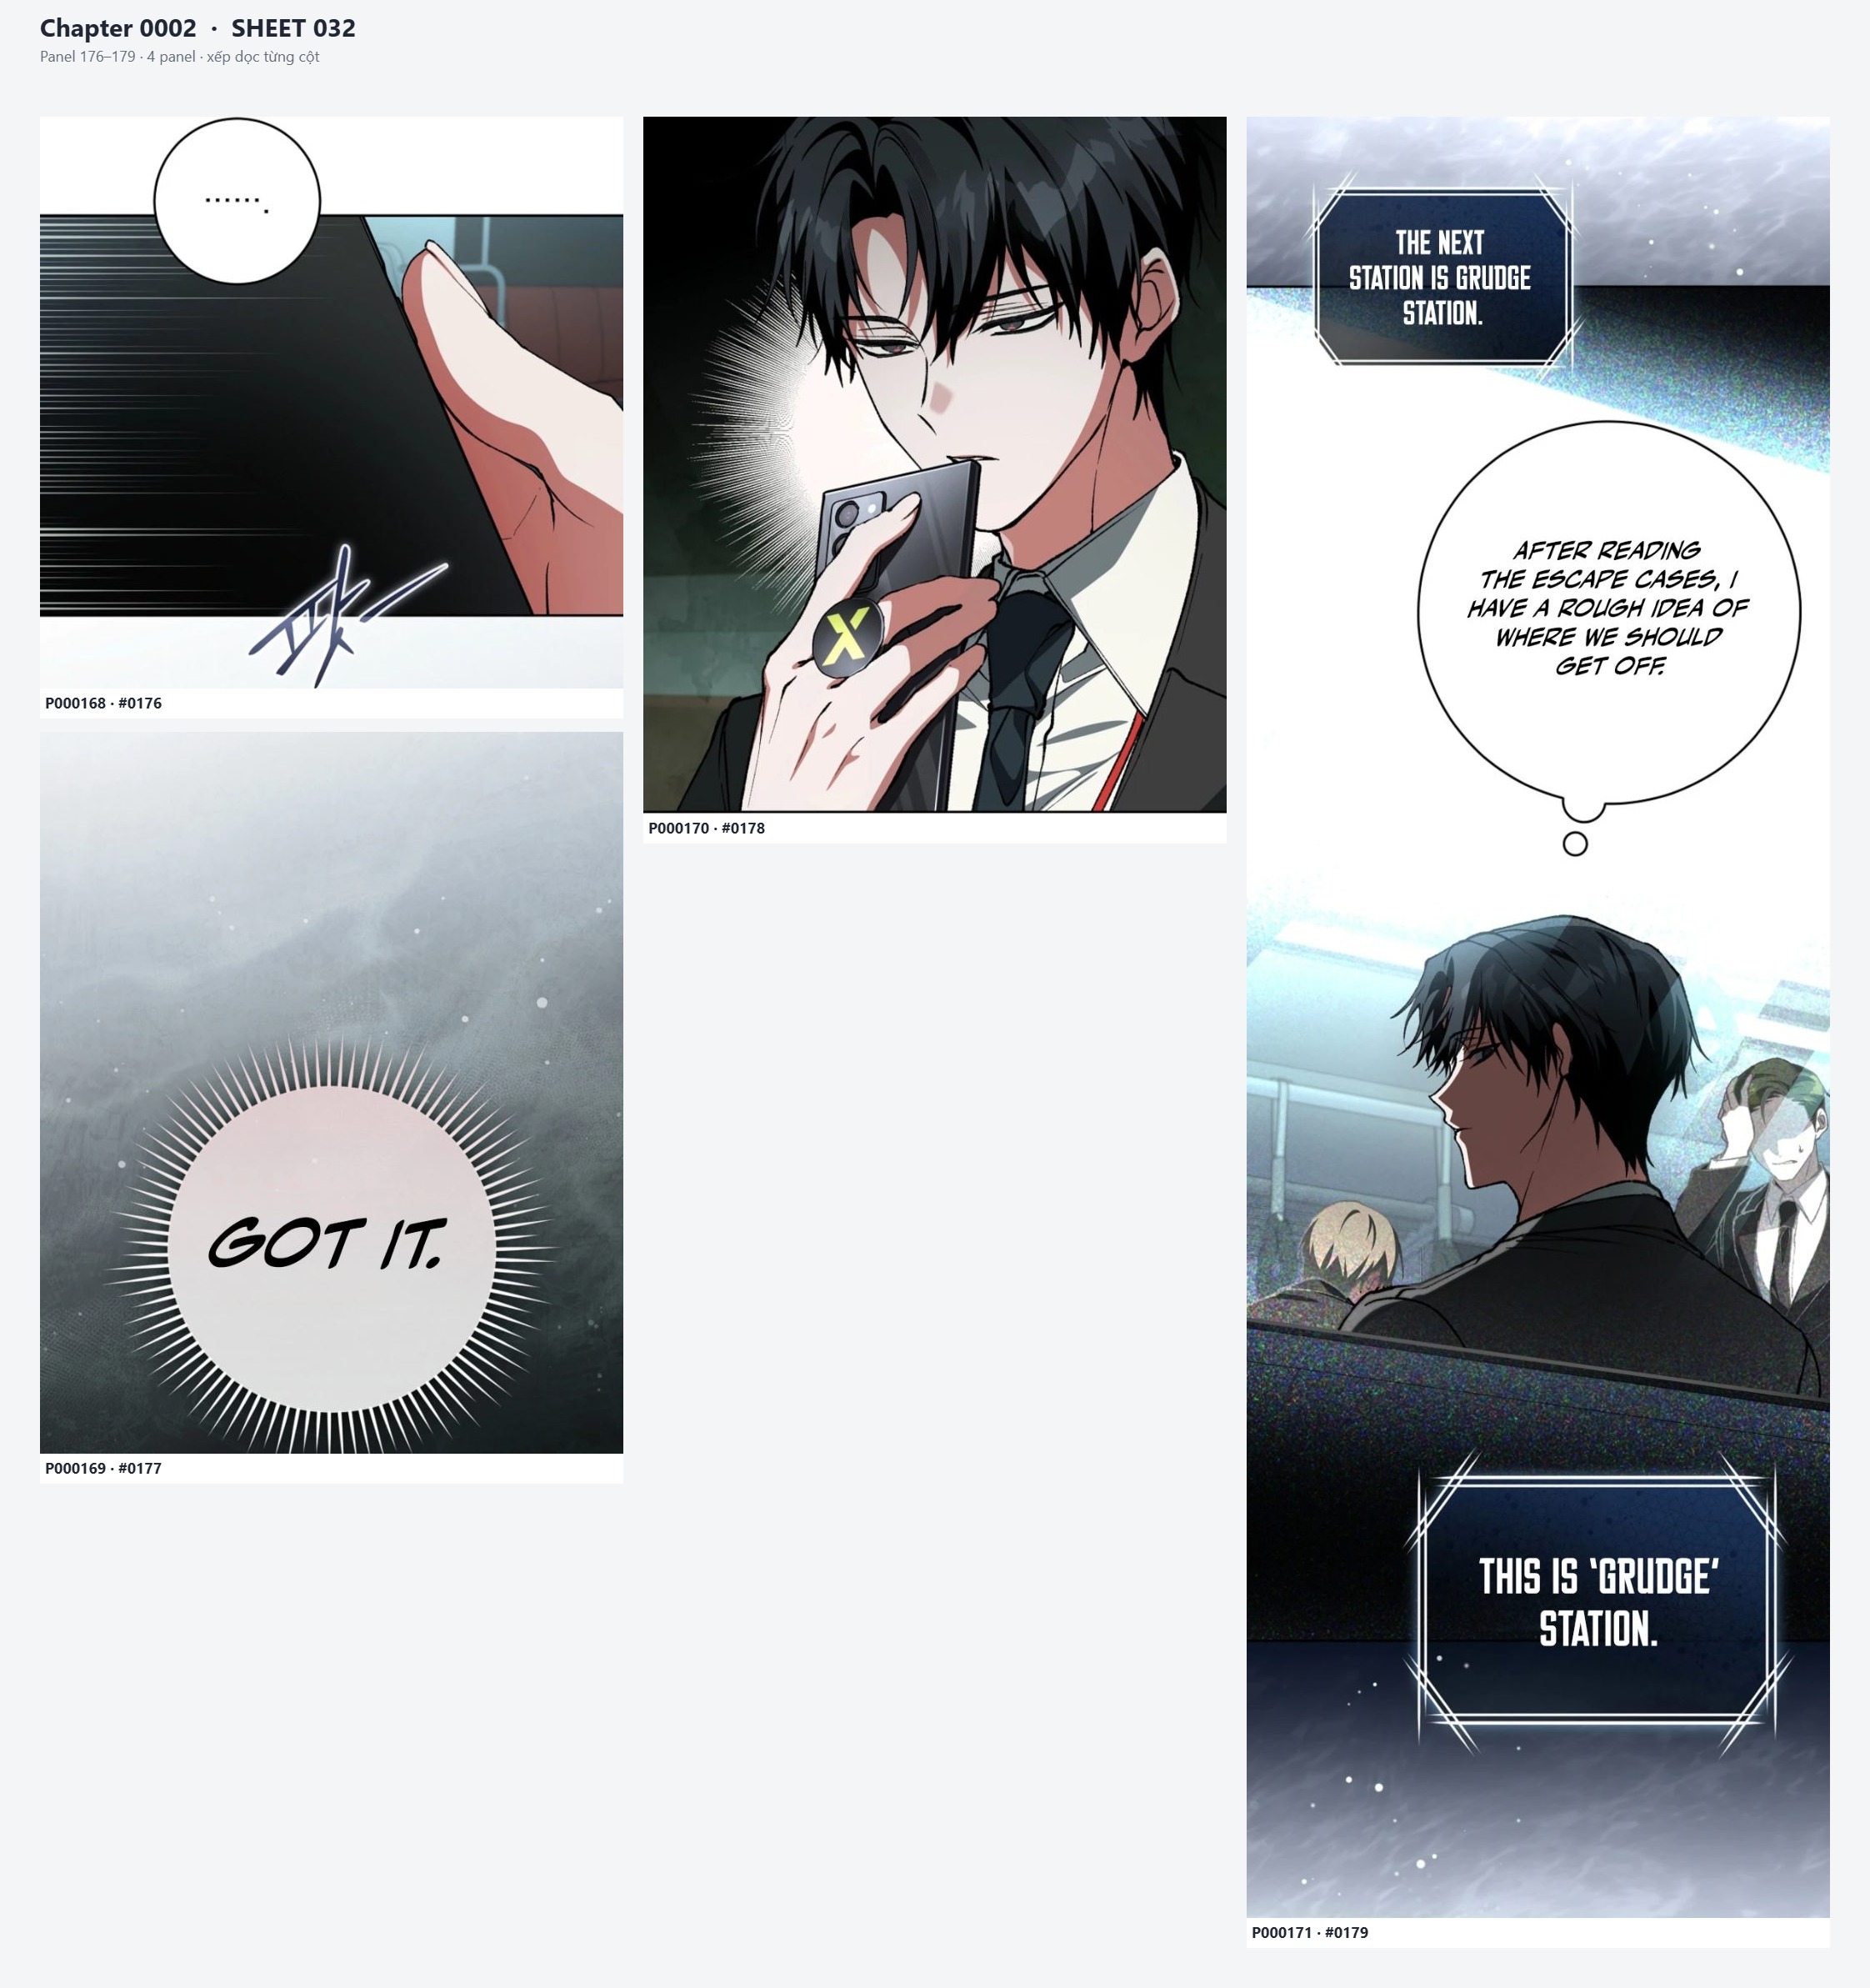 Chapter 0002 · SHEET 032
Panel 176–179 · 4 panel · xếp dọc từng cột
.......
P000168 · #0176
GOT IT.
P000169 · #0177
X
P000170 · #0178
THE NEXT
STATION IS GRUDGE
STATION.
AFTER READING
THE ESCAPE CASES, I
HAVE A ROUGH IDEA OF
WHERE WE SHOULD
GET OFF.
THIS IS ‘GRUDGE’
STATION.
P000171 · #0179